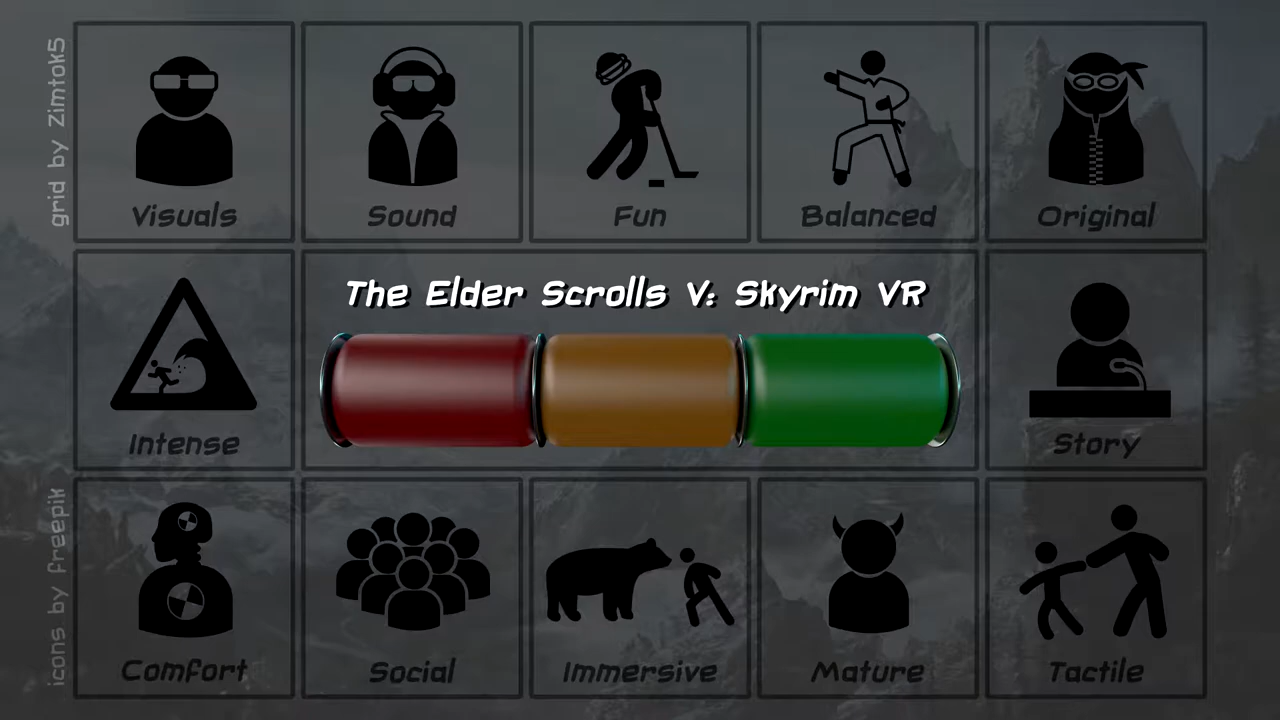 grid by Zimtok5
Visuals
Sound
Fun
Balanced
Original
Intense
The Elder Scrolls V: Skyrim VR
Story
icons by freepik
Comfort
Social
Immersive
Mature
Tactile